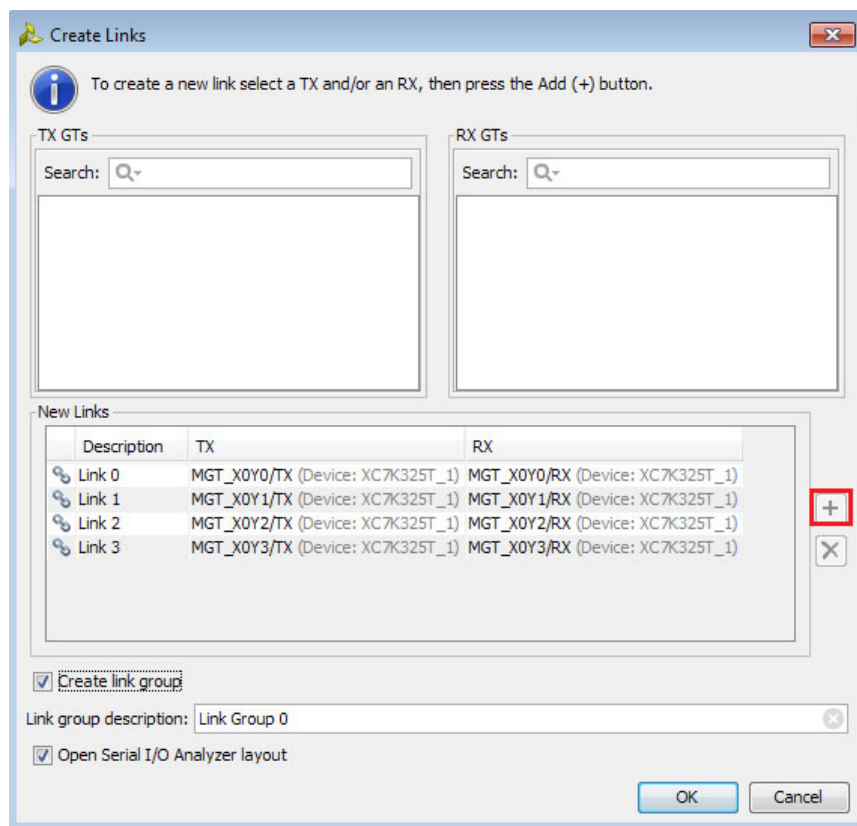 Create Links
To create a new link select a TX and/or an RX, then press the Add (+) button.
TX GTs
RX GTs
Search:
Search:
New Links
Description TX RX
Link 0 MGT_X0Y0/TX (Device: XC7K325T_1) MGT_X0Y0/RX (Device: XC7K325T_1)
Link 1 MGT_X0Y1/TX (Device: XC7K325T_1) MGT_X0Y1/RX (Device: XC7K325T_1)
Link 2 MGT_X0Y2/TX (Device: XC7K325T_1) MGT_X0Y2/RX (Device: XC7K325T_1)
Link 3 MGT_X0Y3/TX (Device: XC7K325T_1) MGT_X0Y3/RX (Device: XC7K325T_1)
Create link group
Link group description: Link Group 0
Open Serial I/O Analyzer layout
OK Cancel